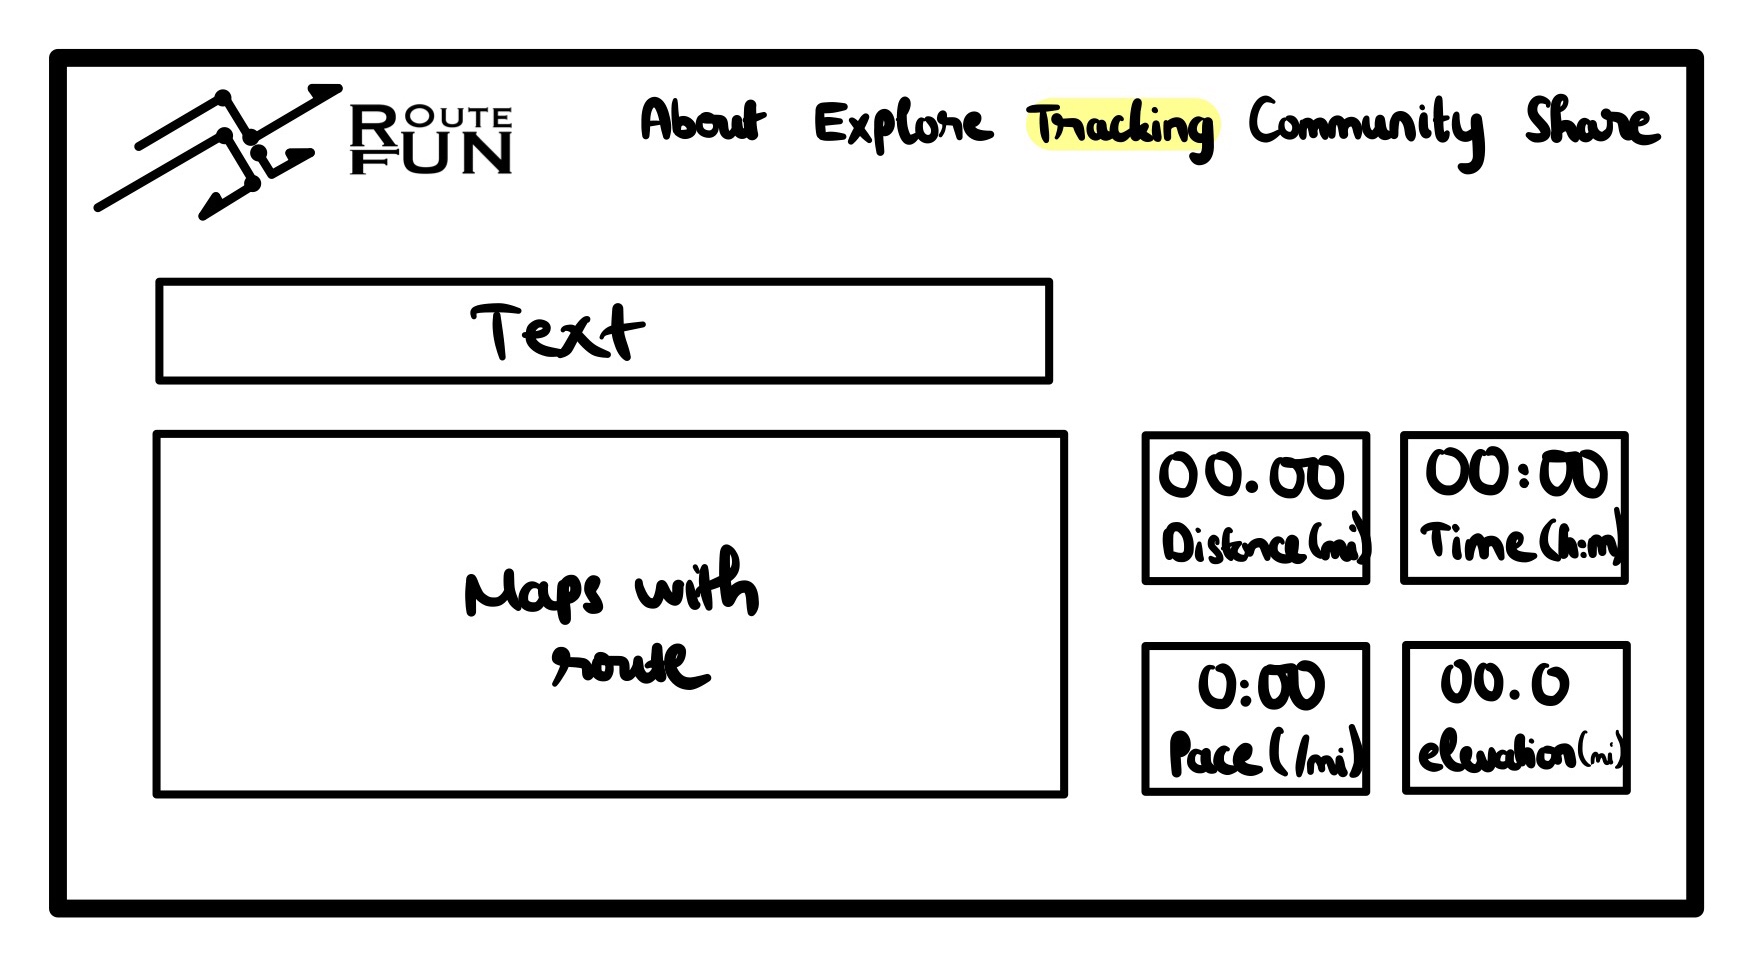 ROUTE
FUN
About Explore Tracking Community Share
Text
Maps with
route
00.00
Distance (mi)
00:00
Time (h:m)
0:00
Pace (/mi)
00.0
elevation (mi)